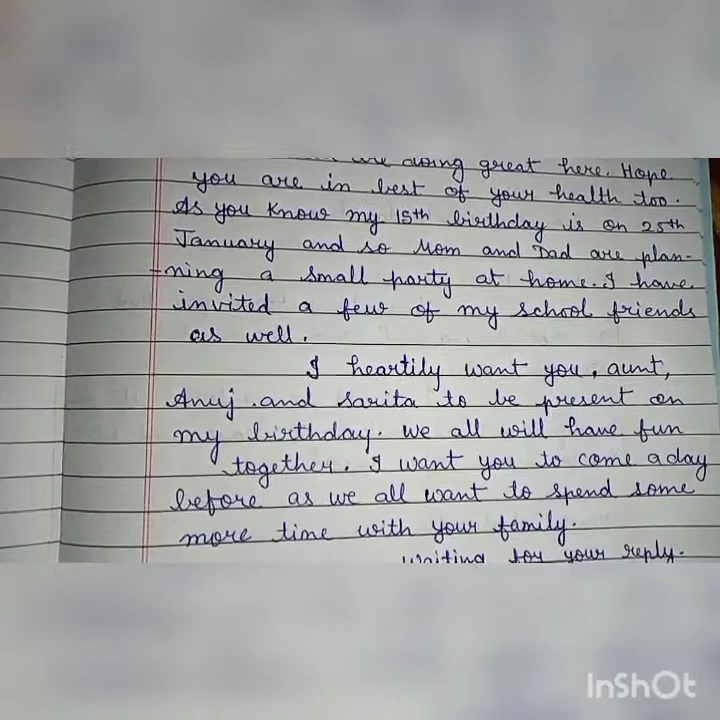 are doing great here. Hope
you are in best of your health too.
As you know my 15th birthday is on 25th
January and so Mom and Dad are plan-
-ning a small party at home. I have
invited a few of my school friends
as well.
I heartily want you, aunt,
Anuj and Sarita to be present on
my birthday. We all will have fun
together. I want you to come a day
before as we all want to spend some
more time with your family.
Waiting for your reply.
InShOt